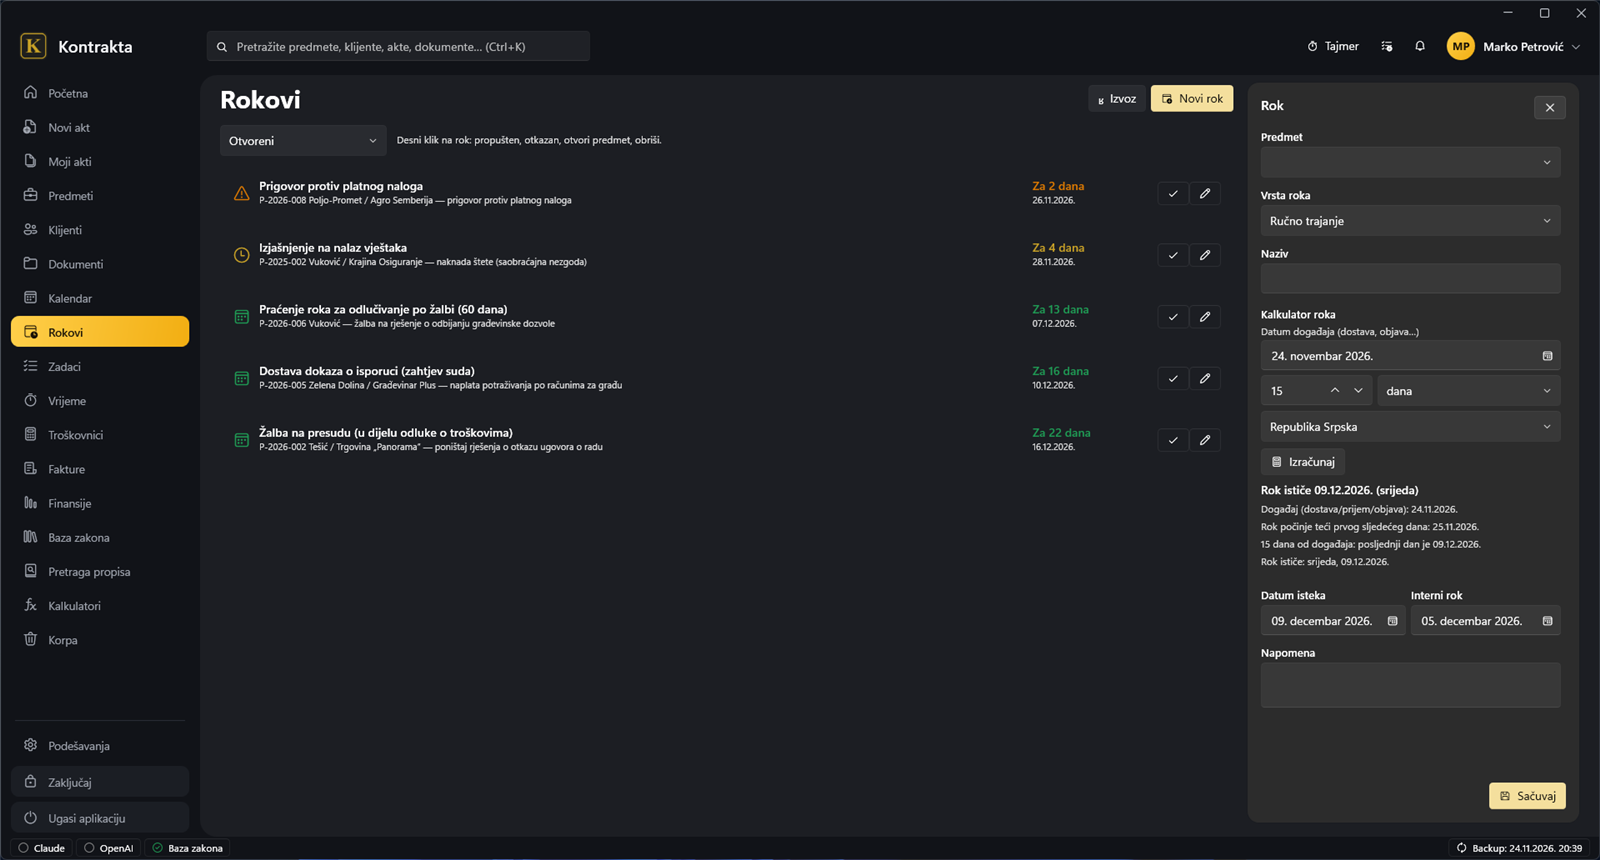 Kontrakta
Pretražite predmete, klijente, akte, dokumente... (Ctrl+K)
Tajmer
MP
Marko Petrović
Početna
Novi akt
Moji akti
Predmeti
Klijenti
Dokumenti
Kalendar
Rokovi
Zadaci
Vrijeme
Troškovnici
Fakture
Finansije
Baza zakona
Pretraga propisa
Kalkulatori
Korpa
Podešavanja
Zaključaj
Ugasi aplikaciju
Rokovi
Izvoz
Novi rok
Otvoreni
Desni klik na rok: propušten, otkazan, otvori predmet, obriši.
Prigovor protiv platnog naloga
P-2026-008 Poljo-Promet / Agro Semberija — prigovor protiv platnog naloga
Za 2 dana
26.11.2026.
Izjašnjenje na nalaz vještaka
P-2025-002 Vuković / Krajina Osiguranje — naknada štete (saobraćajna nezgoda)
Za 4 dana
28.11.2026.
Praćenje roka za odlučivanje po žalbi (60 dana)
P-2026-006 Vuković — žalba na rješenje o odbijanju građevinske dozvole
Za 13 dana
07.12.2026.
Dostava dokaza o isporuci (zahtjev suda)
P-2026-005 Zelena Dolina / Građevinar Plus — naplata potraživanja po računima za građu
Za 16 dana
10.12.2026.
Žalba na presudu (u dijelu odluke o troškovima)
P-2026-002 Tešić / Trgovina „Panorama“ — poništaj rješenja o otkazu ugovora o radu
Za 22 dana
16.12.2026.
Rok
Predmet
Vrsta roka
Ručno trajanje
Naziv
Kalkulator roka
Datum događaja (dostava, objava...)
24. novembar 2026.
15
dana
Republika Srpska
Izračunaj
Rok ističe 09.12.2026. (srijeda)
Događaj (dostava/prijem/objava): 24.11.2026.
Rok počinje teći prvog sljedećeg dana: 25.11.2026.
15 dana od događaja: posljednji dan je 09.12.2026.
Rok ističe: srijeda, 09.12.2026.
Datum isteka
Interni rok
09. decembar 2026.
05. decembar 2026.
Napomena
Sačuvaj
Claude
OpenAI
Baza zakona
Backup: 24.11.2026. 20:39